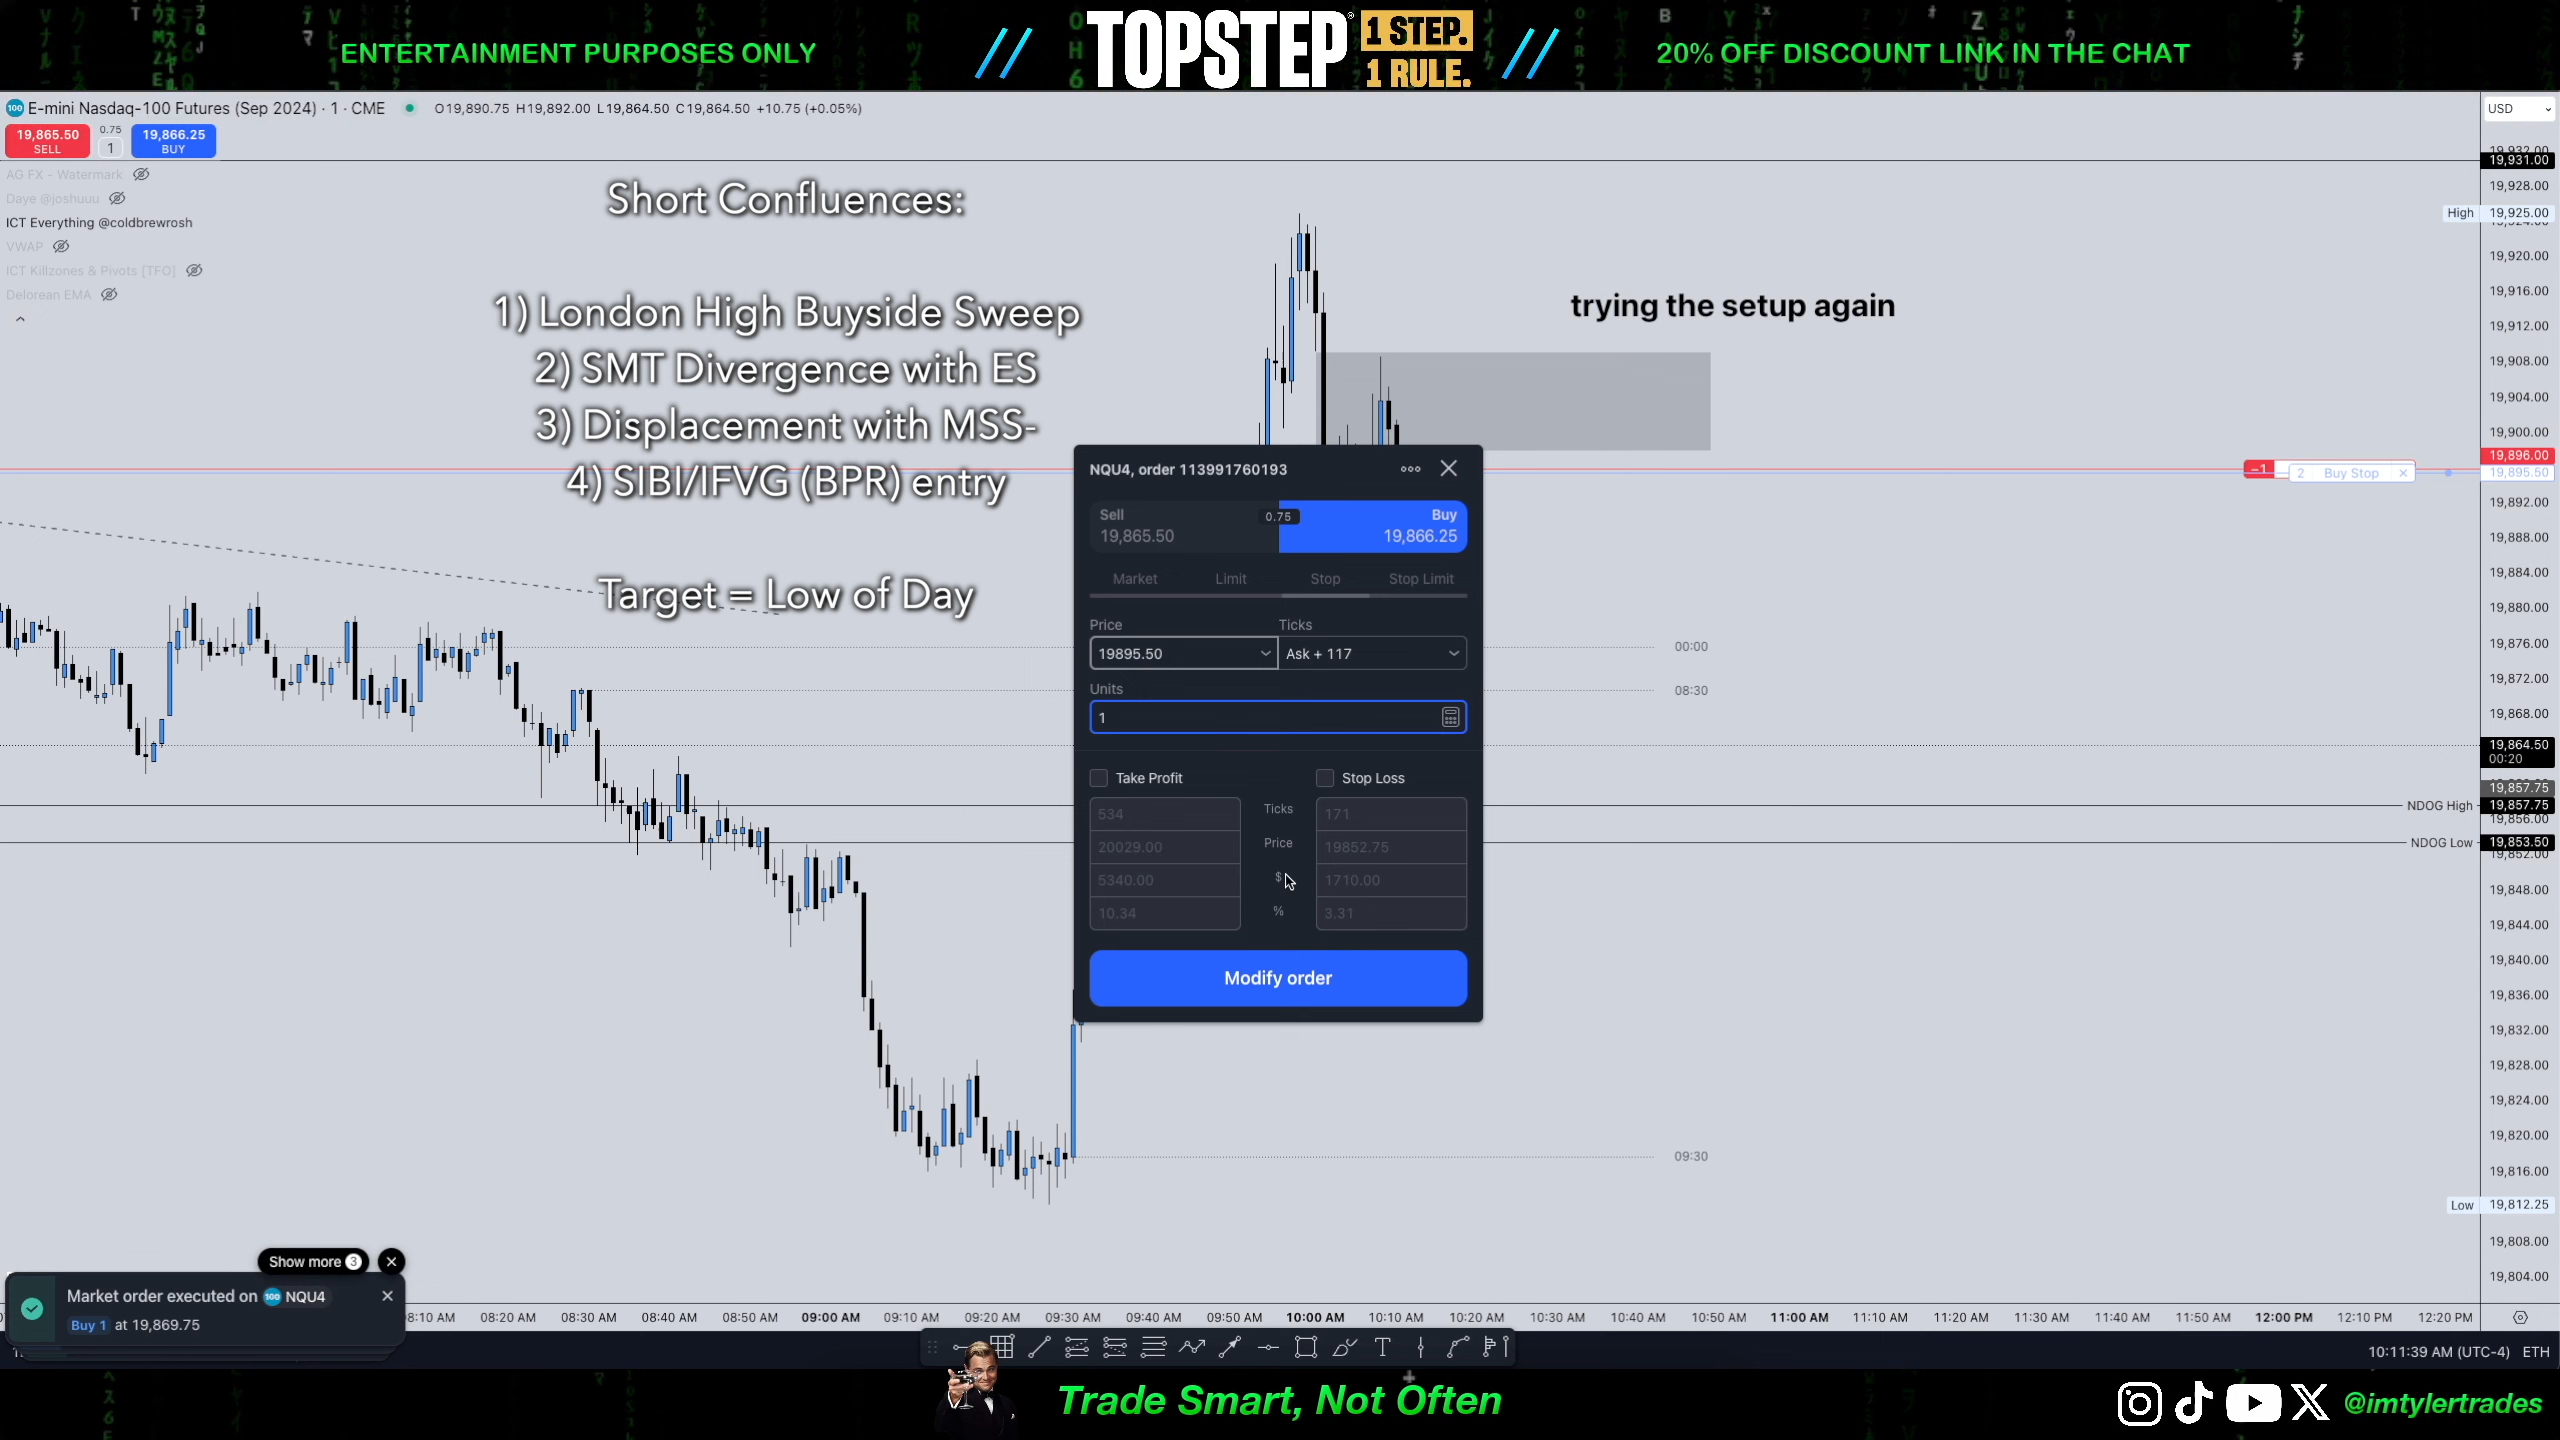 ENTERTAINMENT PURPOSES ONLY
//
TOPSTEP
1 STEP.
1 RULE.
//
20% OFF DISCOUNT LINK IN THE CHAT
E-mini Nasdaq-100 Futures (Sep 2024) · 1 · CME
O19,890.75 H19,892.00 L19,864.50 C19,864.50 +10.75 (+0.05%)
USD
19,865.50
SELL
0.75
1
19,866.25
BUY
AG FX - Watermark
Daye @joshuuu
ICT Everything @coldbrewrosh
VWAP
ICT Killzones & Pivots [TFO]
Delorean EMA
Short Confluences:
1) London High Buyside Sweep
2) SMT Divergence with ES
3) Displacement with MSS-
4) SIBI/IFVG (BPR) entry
Target = Low of Day
trying the setup again
NQU4, order 113991760193
Sell
19,865.50
0.75
Buy
19,866.25
Market Limit Stop Stop Limit
Price
Ticks
19895.50
Ask + 117
Units
1
Take Profit
Stop Loss
534 Ticks 171
20029.00 Price 19852.75
5340.00 $ 1710.00
10.34 % 3.31
Modify order
00:00
08:30
09:30
−1
2 Buy Stop
19,931.00
19,928.00
High 19,925.00
19,920.00
19,916.00
19,912.00
19,908.00
19,904.00
19,900.00
19,896.00
19,895.50
19,892.00
19,888.00
19,884.00
19,880.00
19,876.00
19,872.00
19,868.00
19,864.50
00:20
19,857.75
NDOG High 19,857.75
19,856.00
NDOG Low 19,853.50
19,852.00
19,848.00
19,844.00
19,840.00
19,836.00
19,832.00
19,828.00
19,824.00
19,820.00
19,816.00
Low 19,812.25
19,808.00
19,804.00
Show more 3
Market order executed on 100 NQU4
Buy 1 at 19,869.75
08:20 AM 08:30 AM 08:40 AM 08:50 AM 09:00 AM 09:10 AM 09:20 AM 09:30 AM 09:40 AM 09:50 AM 10:00 AM 10:10 AM 10:20 AM 10:30 AM 10:40 AM 10:50 AM 11:00 AM 11:10 AM 11:20 AM 11:30 AM 11:40 AM 11:50 AM 12:00 PM 12:10 PM 12:20 PM
10:11:39 AM (UTC-4) ETH
Trade Smart, Not Often
@imtylertrades